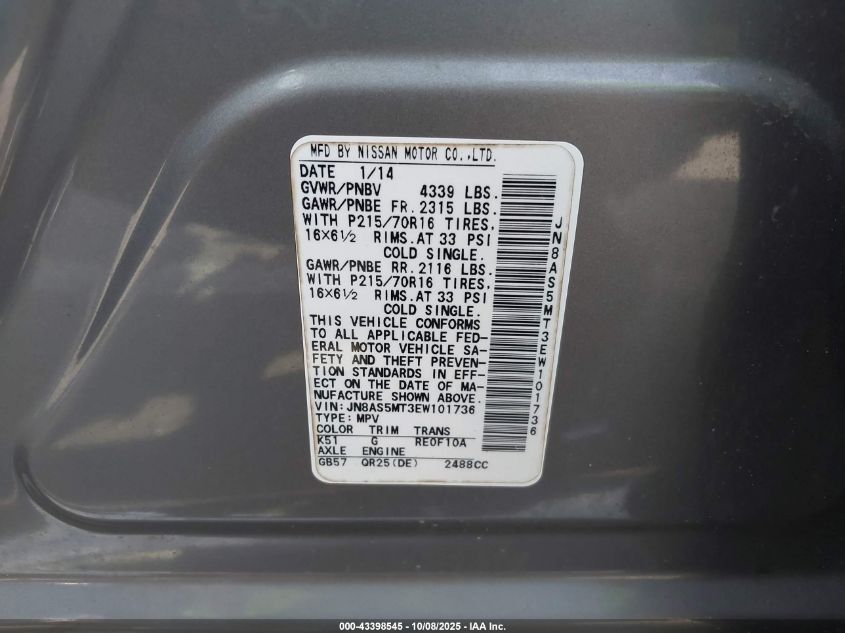 MFD BY NISSAN MOTOR CO.,LTD.
DATE 1/14
GVWR/PNBV 4339 LBS.
GAWR/PNBE FR. 2315 LBS.
WITH P215/70R16 TIRES,
16X6½ RIMS. AT 33 PSI
COLD SINGLE.
GAWR/PNBE RR. 2116 LBS.
WITH P215/70R16 TIRES,
16X6½ RIMS. AT 33 PSI
COLD SINGLE.
THIS VEHICLE CONFORMS
TO ALL APPLICABLE FED-
ERAL MOTOR VEHICLE SA-
FETY AND THEFT PREVEN-
TION STANDARDS IN EFF-
ECT ON THE DATE OF MA-
NUFACTURE SHOWN ABOVE.
VIN: JN8AS5MT3EW101736
TYPE: MPV
COLOR TRIM TRANS
K51 G RE0F10A
AXLE ENGINE
GB57 QR25(DE) 2488CC
JN8AS5MT3EW101736
000-43398545 - 10/08/2025 - IAA Inc.